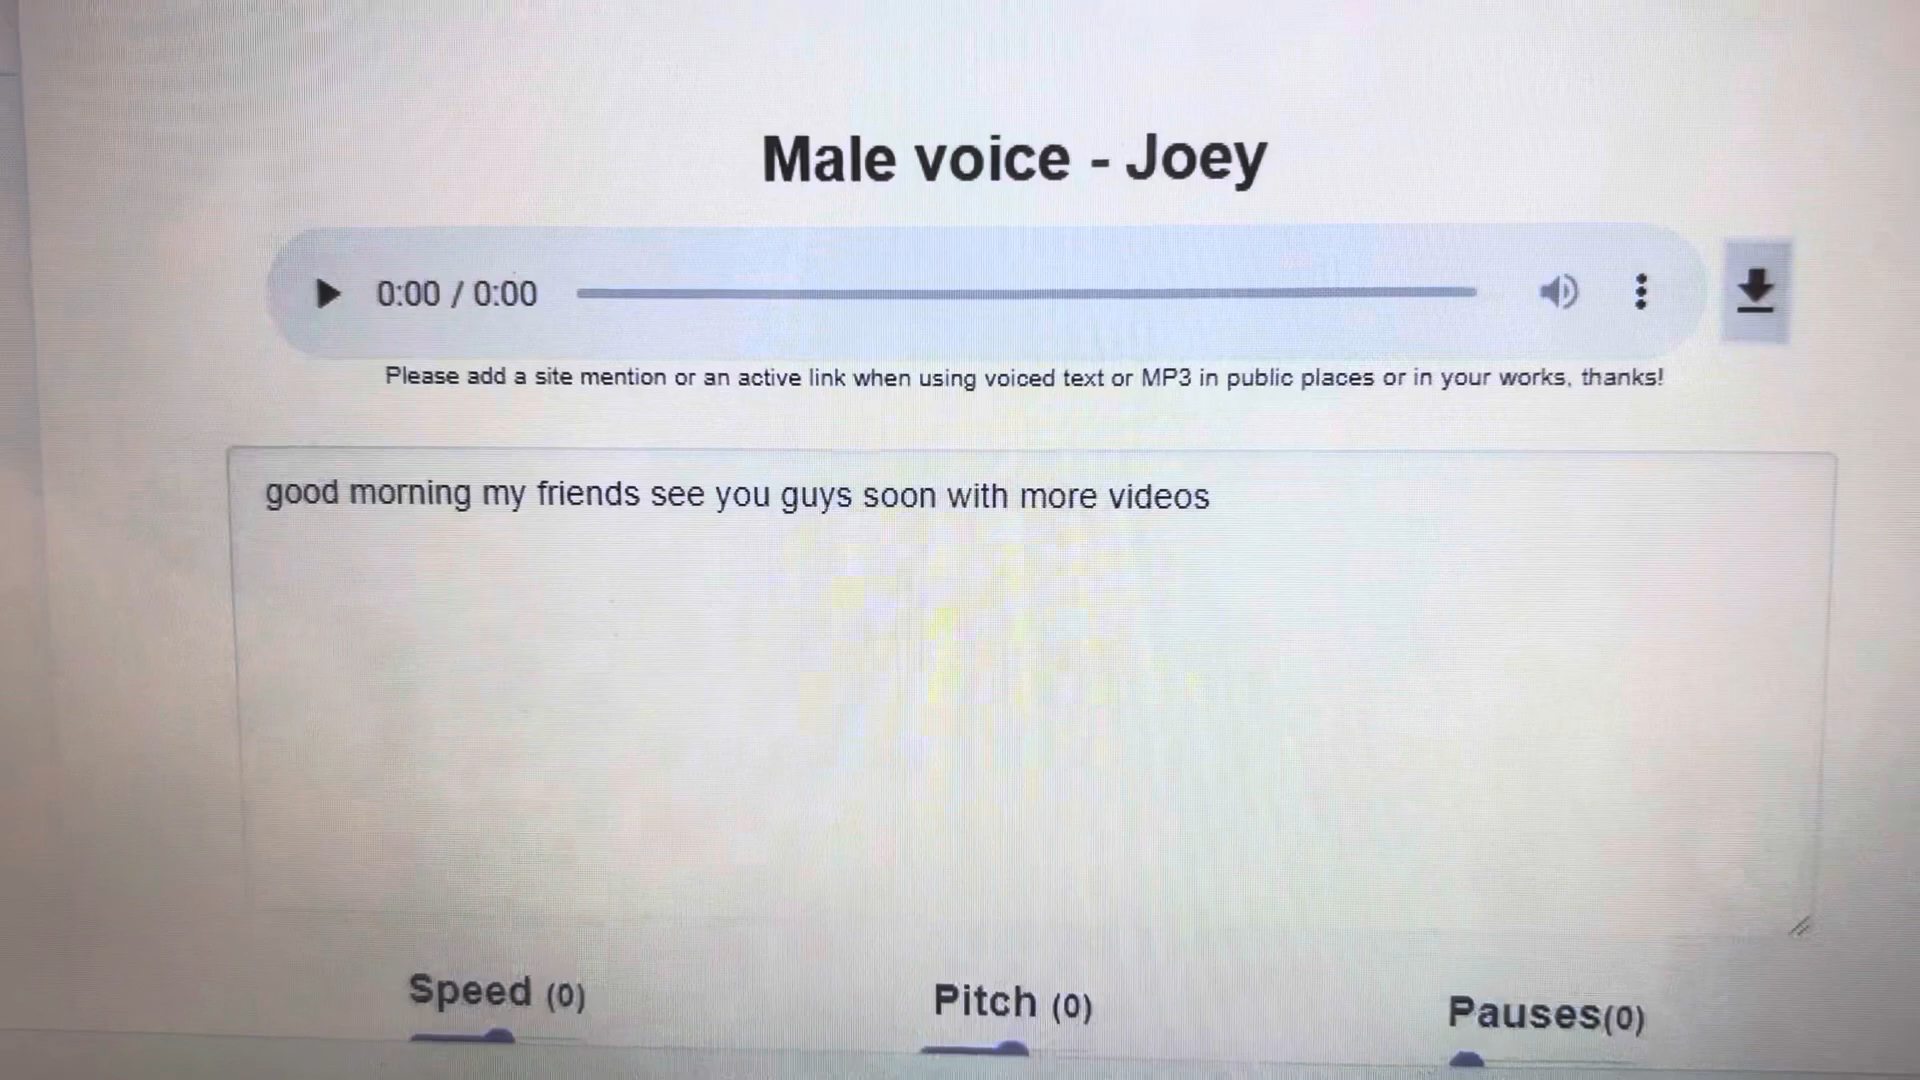 Male voice - Joey
0:00 / 0:00
Please add a site mention or an active link when using voiced text or MP3 in public places or in your works, thanks!
good morning my friends see you guys soon with more videos
Speed (0)
Pitch (0)
Pauses(0)